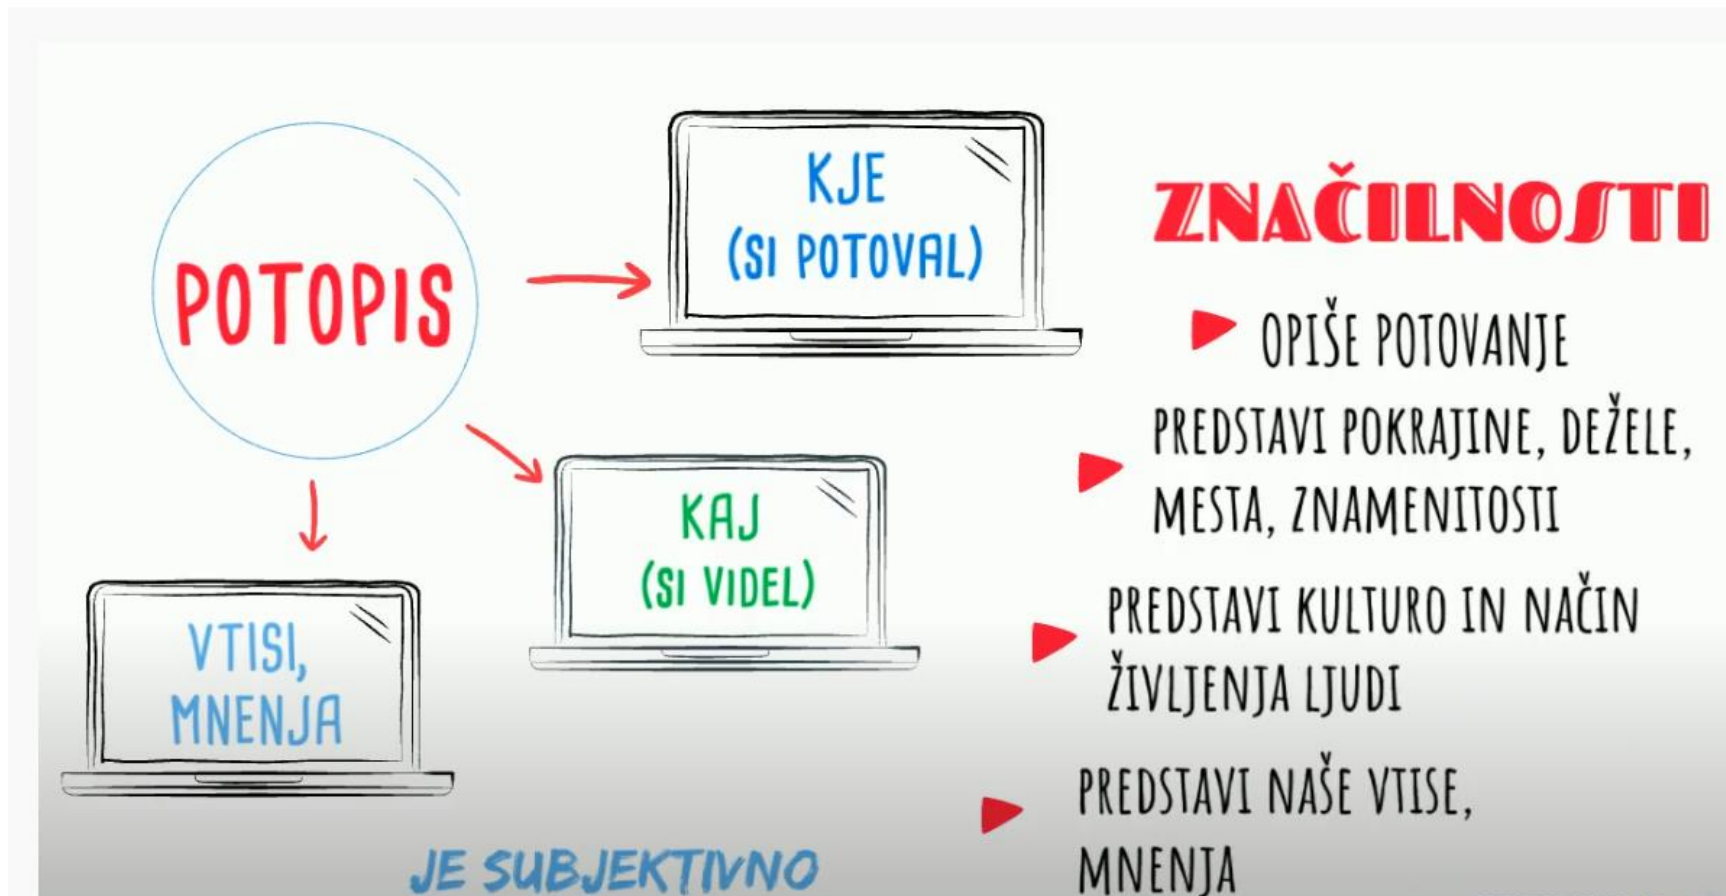 POTOPIS
KJE
(SI POTOVAL)
KAJ
(SI VIDEL)
VTISI,
MNENJA
JE SUBJEKTIVNO
ZNAČILNOSTI
OPIŠE POTOVANJE
PREDSTAVI POKRAJINE, DEŽELE,
MESTA, ZNAMENITOSTI
PREDSTAVI KULTURO IN NAČIN
ŽIVLJENJA LJUDI
PREDSTAVI NAŠE VTISE,
MNENJA